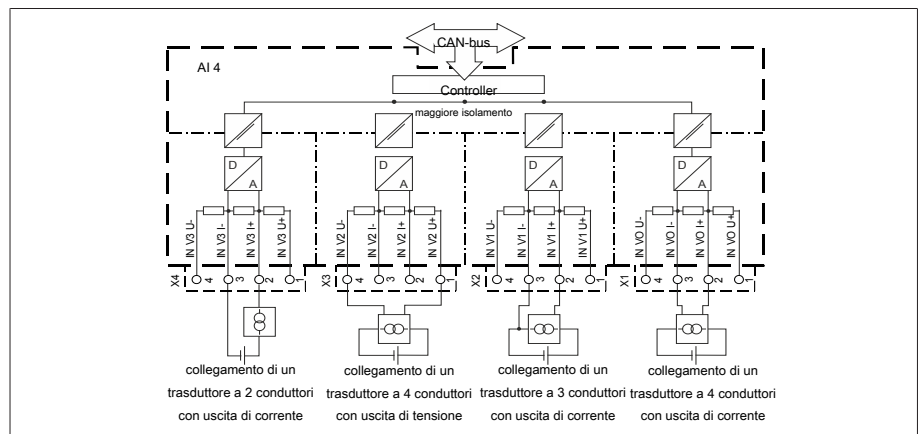 CAN-bus
AI 4
Controller
maggiore isolamento
D
A
D
A
D
A
D
A
IN V3 U-
IN V3 I-
IN V3 I+
IN V3 U+
IN V2 U-
IN V2 I-
IN V2 I+
IN V2 U+
IN V1 U-
IN V1 I-
IN V1 I+
IN V1 U+
IN VO U-
IN VO I-
IN VO I+
IN VO U+
X4
4
3
2
1
X3
4
3
2
1
X2
4
3
2
1
X1
4
3
2
1
collegamento di un
trasduttore a 2 conduttori
con uscita di corrente
collegamento di un
trasduttore a 4 conduttori
con uscita di tensione
collegamento di un
trasduttore a 3 conduttori
con uscita di corrente
collegamento di un
trasduttore a 4 conduttori
con uscita di corrente